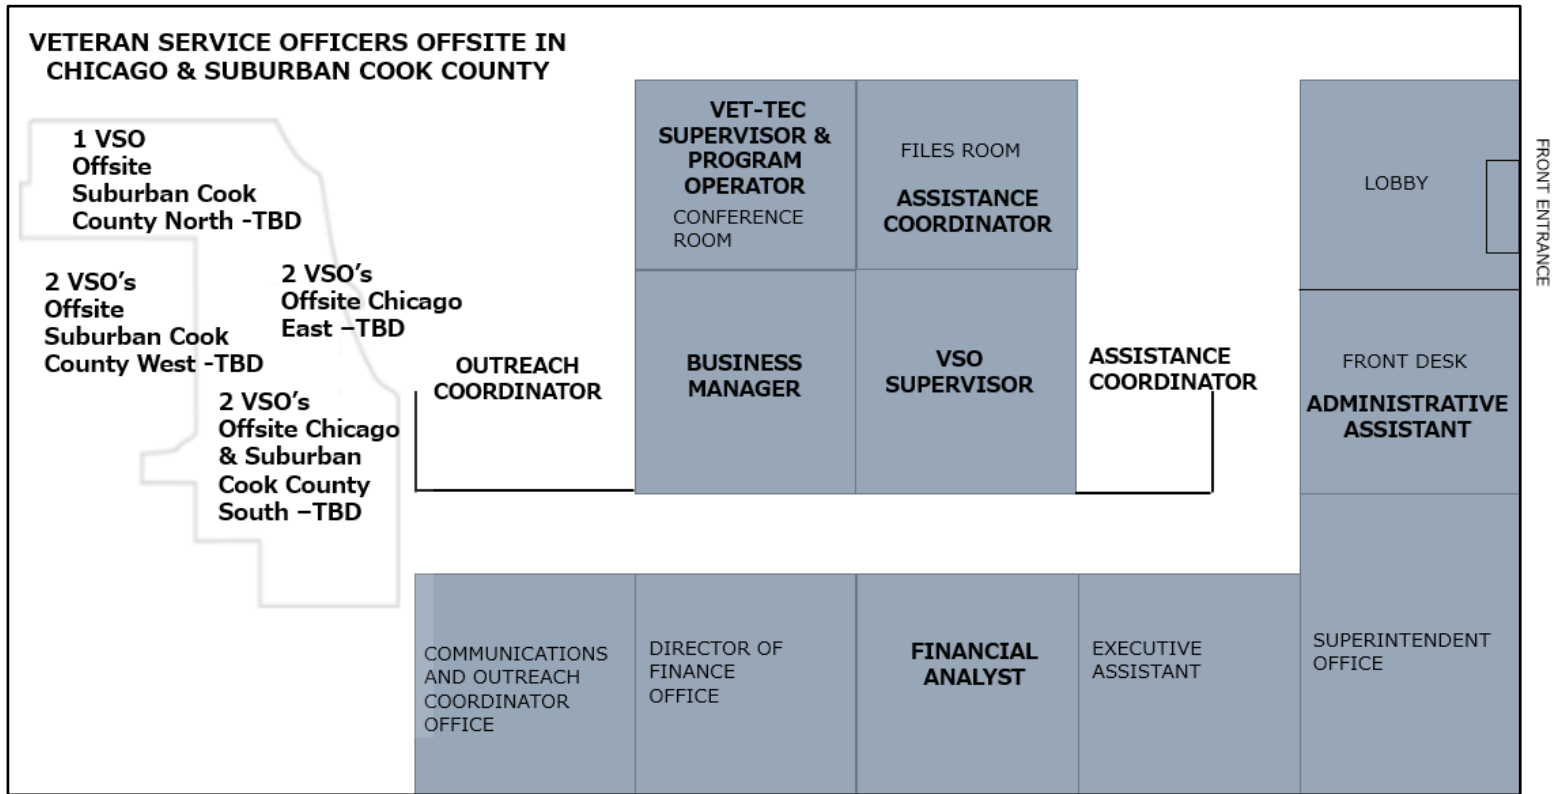 VETERAN SERVICE OFFICERS OFFSITE IN
CHICAGO & SUBURBAN COOK COUNTY
1 VSO
Offsite
Suburban Cook
County North -TBD
2 VSO's
Offsite
Suburban Cook
County West -TBD
2 VSO's
Offsite Chicago
East –TBD
2 VSO's
Offsite Chicago
& Suburban
Cook County
South –TBD
OUTREACH
COORDINATOR
VET-TEC
SUPERVISOR &
PROGRAM
OPERATOR
CONFERENCE
ROOM
FILES ROOM
ASSISTANCE
COORDINATOR
BUSINESS
MANAGER
VSO
SUPERVISOR
ASSISTANCE
COORDINATOR
LOBBY
FRONT ENTRANCE
FRONT DESK
ADMINISTRATIVE
ASSISTANT
COMMUNICATIONS
AND OUTREACH
COORDINATOR
OFFICE
DIRECTOR OF
FINANCE
OFFICE
FINANCIAL
ANALYST
EXECUTIVE
ASSISTANT
SUPERINTENDENT
OFFICE